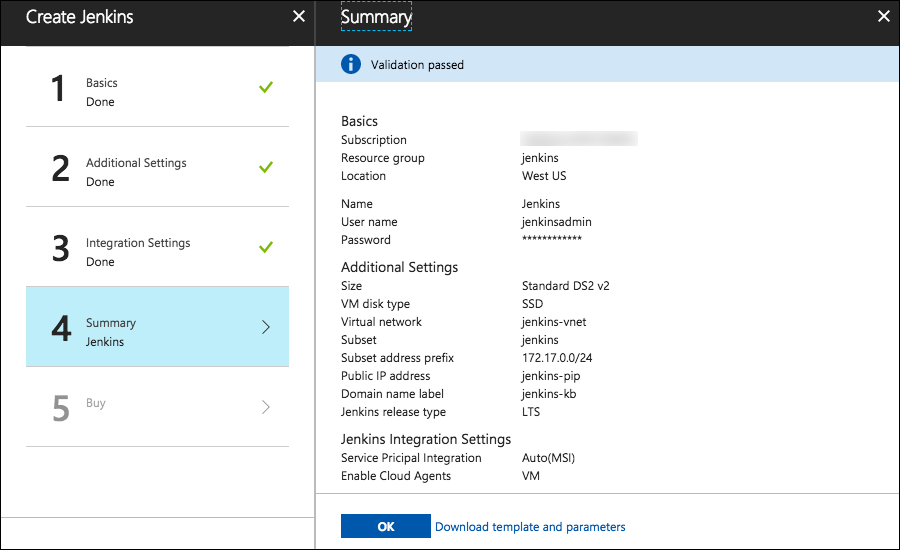 Create Jenkins
1
Basics
Done
2
Additional Settings
Done
3
Integration Settings
Done
4
Summary
Jenkins
5
Buy
Summary
Validation passed
Basics
Subscription
Resource group jenkins
Location West US
Name Jenkins
User name jenkinsadmin
Password ************
Additional Settings
Size Standard DS2 v2
VM disk type SSD
Virtual network jenkins-vnet
Subset jenkins
Subset address prefix 172.17.0.0/24
Public IP address jenkins-pip
Domain name label jenkins-kb
Jenkins release type LTS
Jenkins Integration Settings
Service Pricipal Integration Auto(MSI)
Enable Cloud Agents VM
OK Download template and parameters